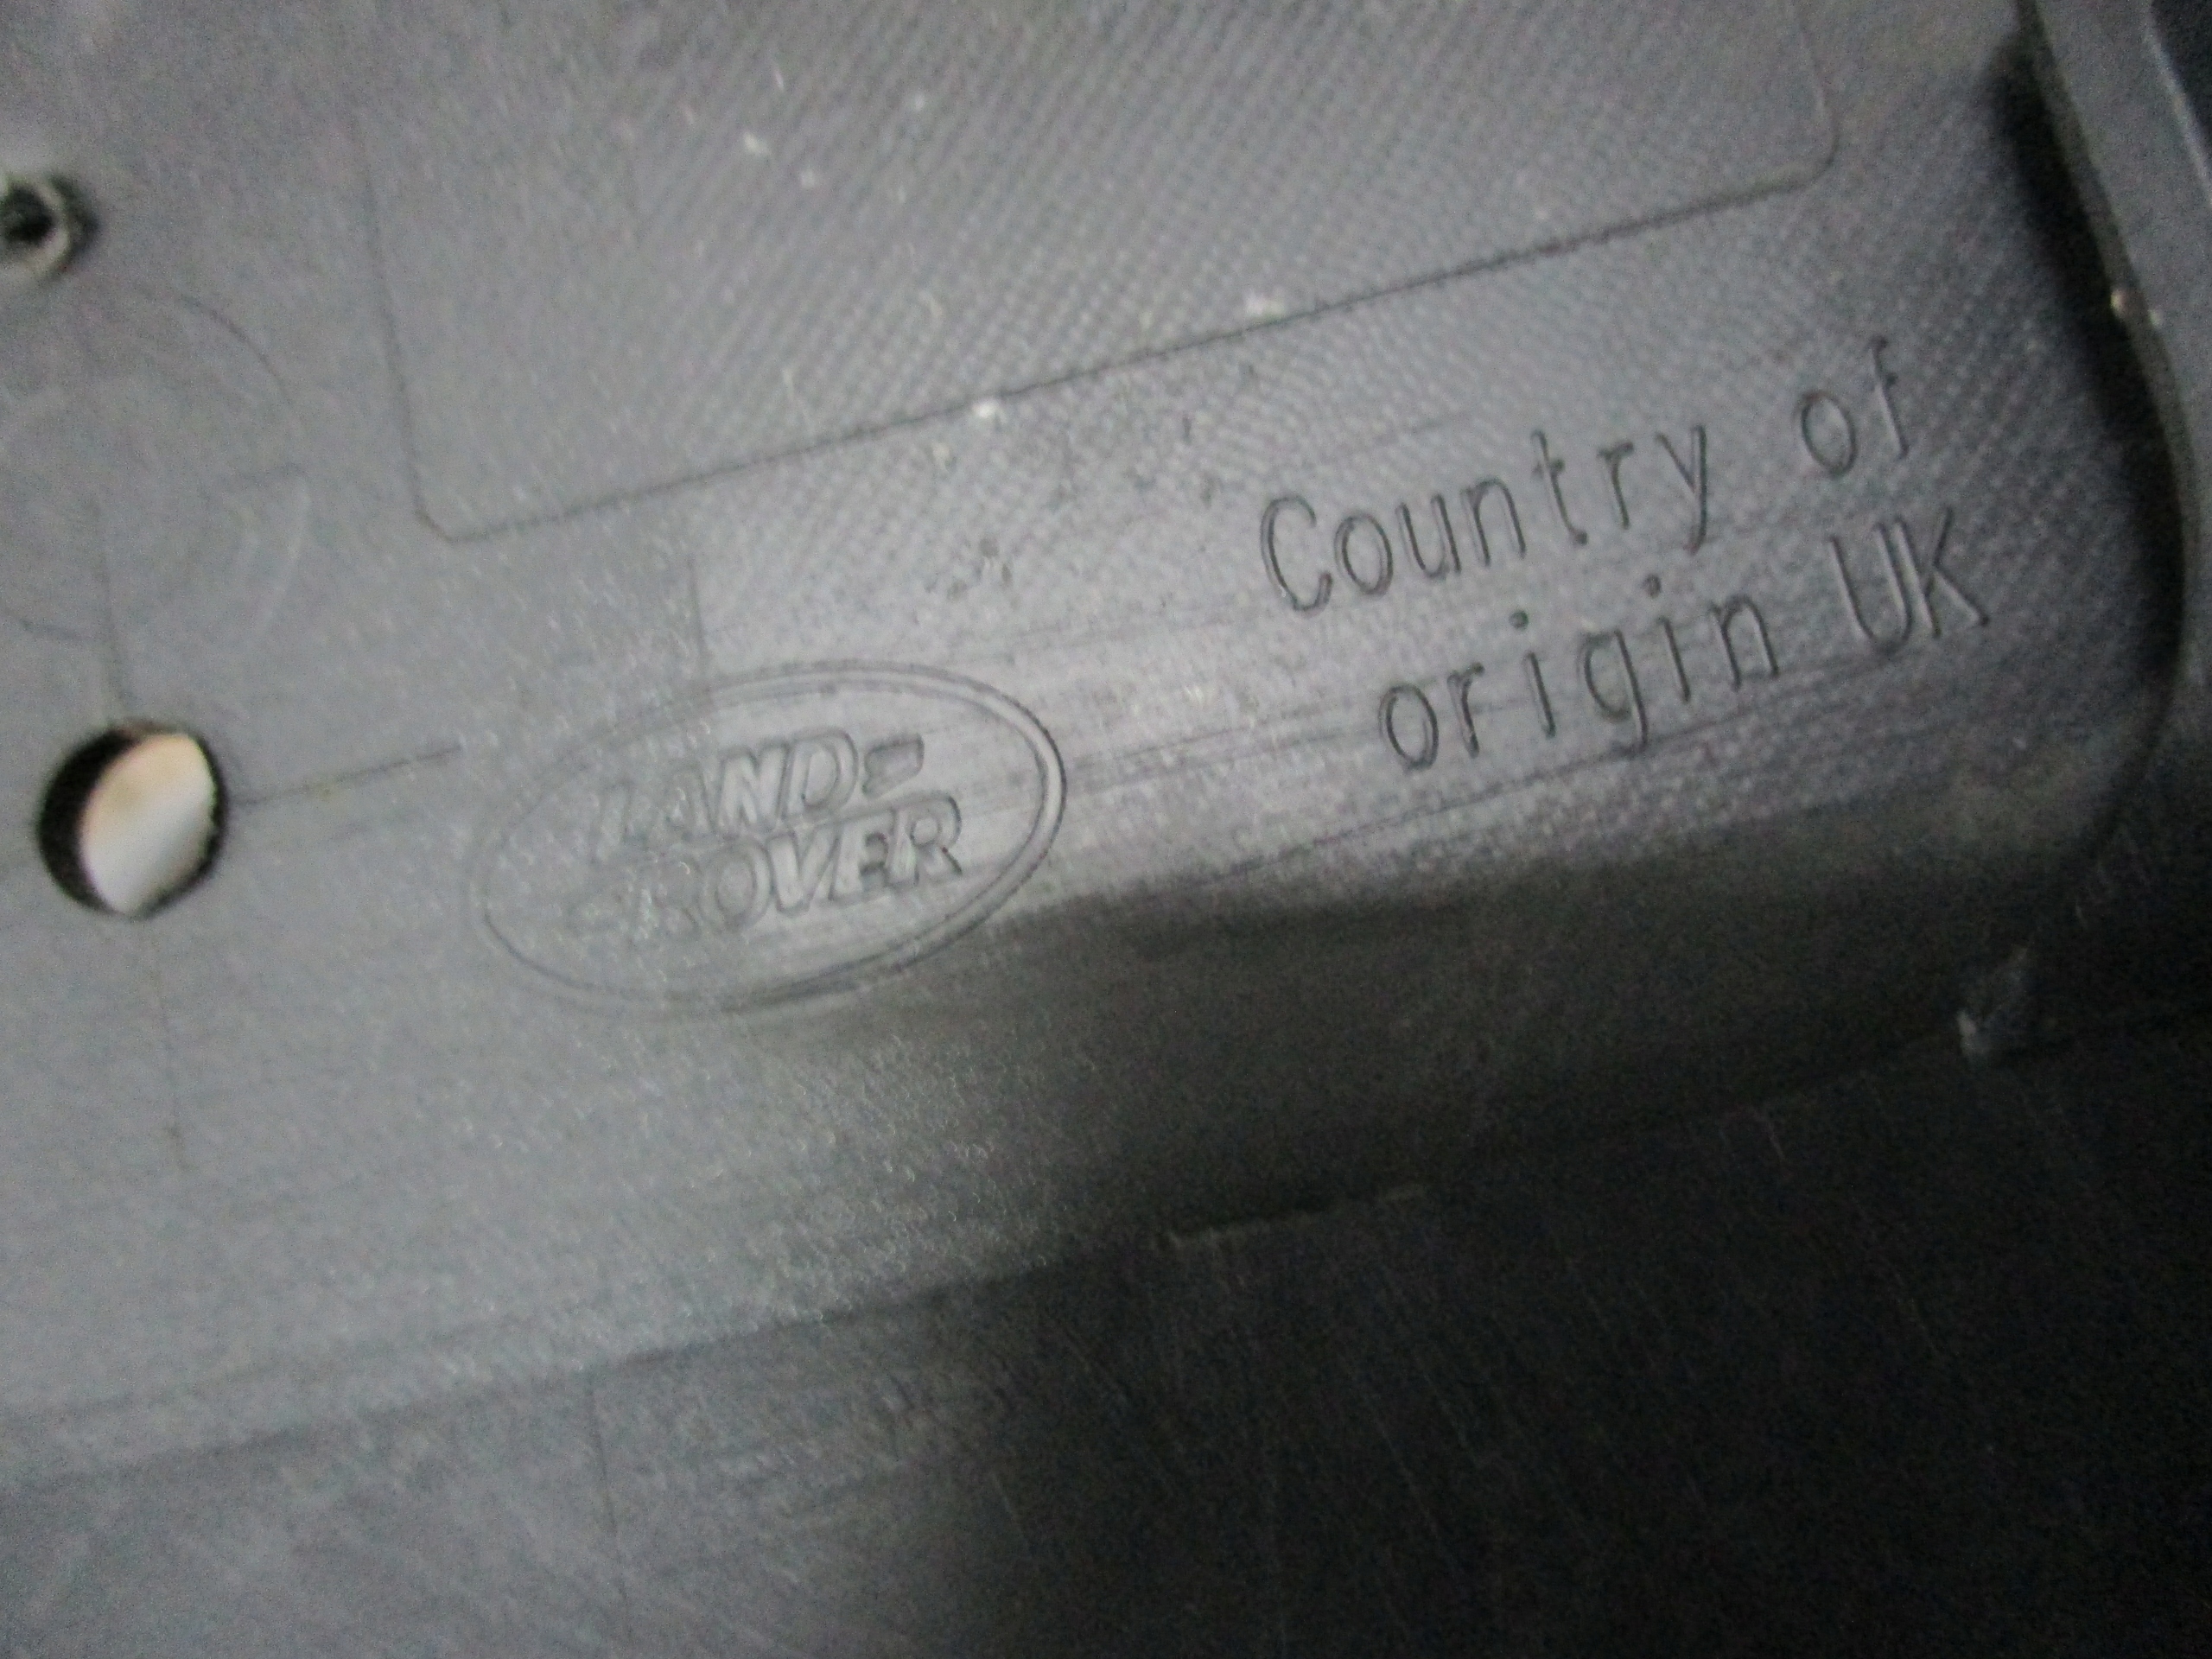 Country of
origin UK
LAND-
-ROVER